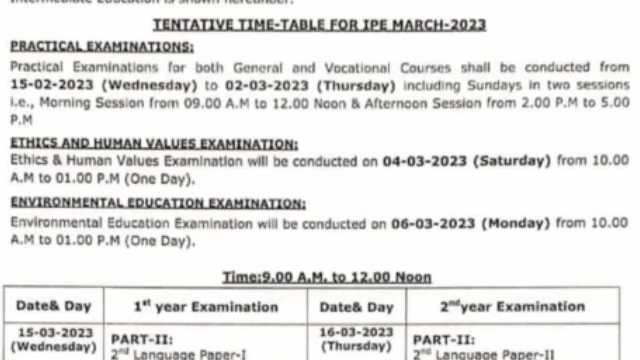 Intermediate Education is shown hereunder.
TENTATIVE TIME-TABLE FOR IPE MARCH-2023
PRACTICAL EXAMINATIONS:
Practical Examinations for both General and Vocational Courses shall be conducted from
15-02-2023 (Wednesday) to 02-03-2023 (Thursday) including Sundays in two sessions
i.e., Morning Session from 09.00 A.M to 12.00 Noon & Afternoon Session from 2.00 P.M to 5.00
P.M
ETHICS AND HUMAN VALUES EXAMINATION:
Ethics & Human Values Examination will be conducted on 04-03-2023 (Saturday) from 10.00
A.M to 01.00 P.M (One Day).
ENVIRONMENTAL EDUCATION EXAMINATION:
Environmental Education Examination will be conducted on 06-03-2023 (Monday) from 10.00
A.M to 01.00 P.M (One Day).
Time:9.00 A.M. to 12.00 Noon
Date& Day 1st year Examination Date& Day 2nd year Examination
15-03-2023 PART-II: 16-03-2023 PART-II:
(Wednesday) 2nd Language Paper-I (Thursday) 2nd Language Paper-II